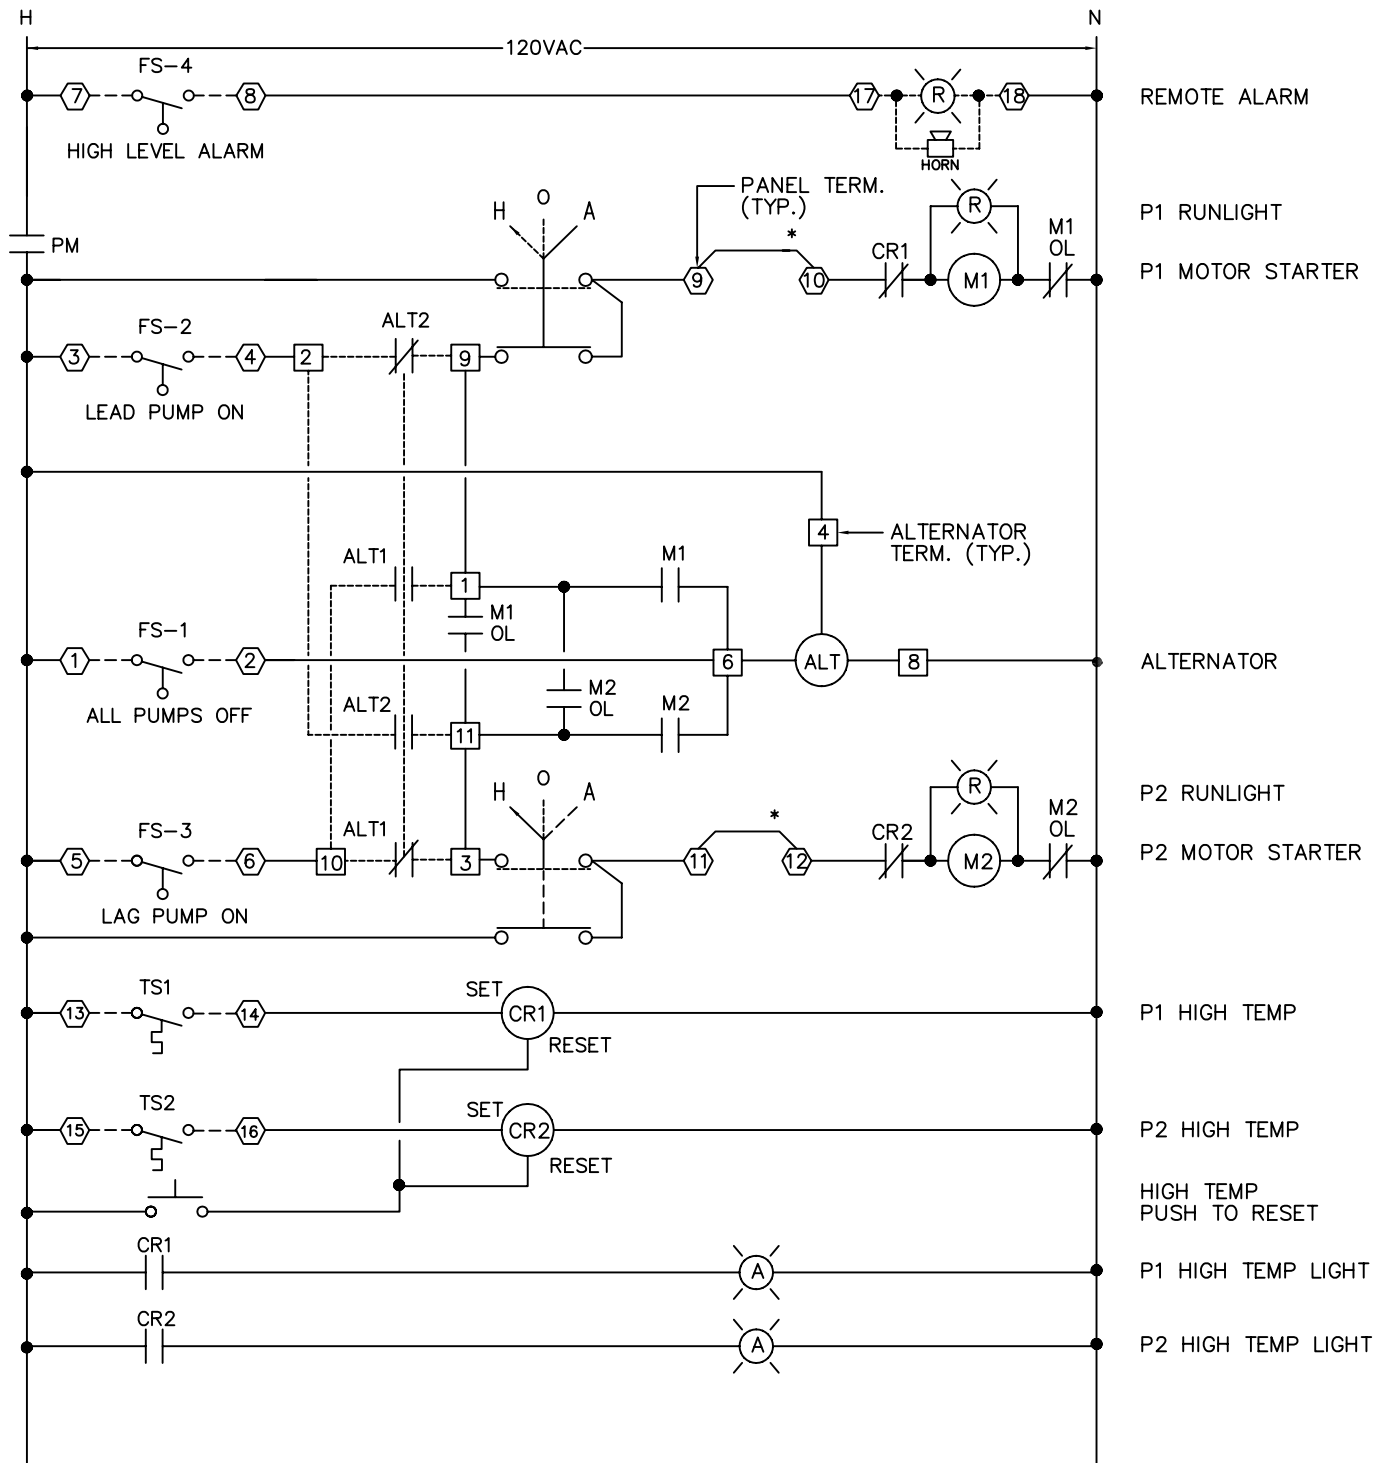 H
N
120VAC
FS-4
7
8
17
R
18
REMOTE ALARM
HIGH LEVEL ALARM
HORN
PANEL TERM.
(TYP.)
H
O
A
*
R
P1 RUNLIGHT
M1
OL
PM
CR1
9
10
M1
P1 MOTOR STARTER
FS-2
ALT2
3
4
2
9
LEAD PUMP ON
4
ALTERNATOR
TERM. (TYP.)
ALT1
M1
1
M1
OL
FS-1
1
2
6
ALT
8
ALTERNATOR
ALL PUMPS OFF
ALT2
M2
OL
M2
11
H
O
A
R
P2 RUNLIGHT
*
M2
OL
FS-3
ALT1
CR2
5
6
10
3
11
12
M2
P2 MOTOR STARTER
LAG PUMP ON
TS1
SET
13
14
CR1
P1 HIGH TEMP
RESET
TS2
SET
15
16
CR2
P2 HIGH TEMP
RESET
HIGH TEMP
PUSH TO RESET
CR1
A
P1 HIGH TEMP LIGHT
CR2
A
P2 HIGH TEMP LIGHT